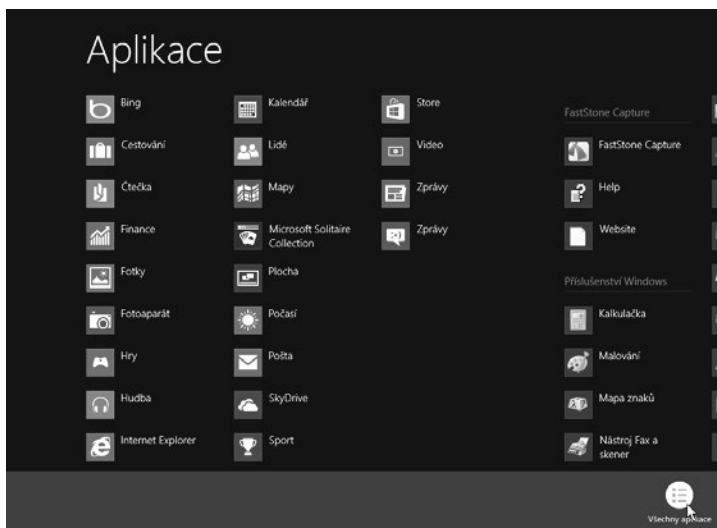 Aplikace
Bing
Cestování
Čtečka
Finance
Fotky
Fotoaparát
Hry
Hudba
Internet Explorer
Kalendář
Lidé
Mapy
Microsoft Solitaire
Collection
Plocha
Počasí
Pošta
SkyDrive
Sport
Store
Video
Zprávy
Zprávy
FastStone Capture
FastStone Capture
Help
Website
Příslušenství Windows
Kalkulačka
Malování
Mapa znaků
Nástroj Fax a
skener
Všechny aplikace